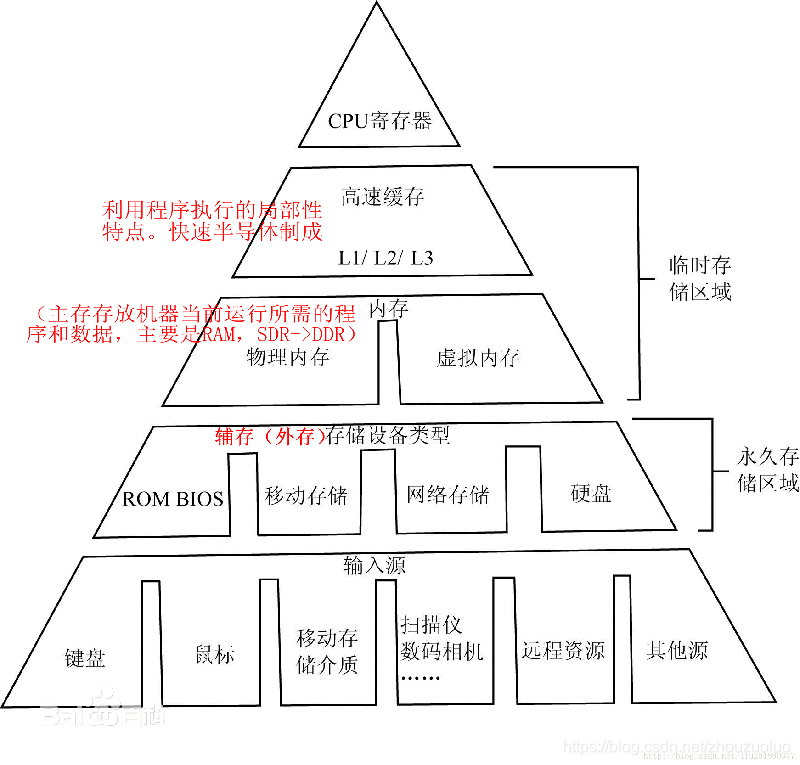 CPU寄存器
利用程序执行的局部性
特点。快速半导体制成
高速缓存
L1/ L2/ L3
临时存
储区域
(主存存放机器当前运行所需的程
序和数据，主要是RAM，SDR->DDR)
内存
物理内存
虚拟内存
辅存（外存）存储设备类型
ROM BIOS
移动存储
网络存储
硬盘
永久存
储区域
输入源
键盘
鼠标
移动存
储介质
扫描仪
数码相机
……
远程资源
其他源
Bai百科
https://blog.csdn.net/zhouzuoluo